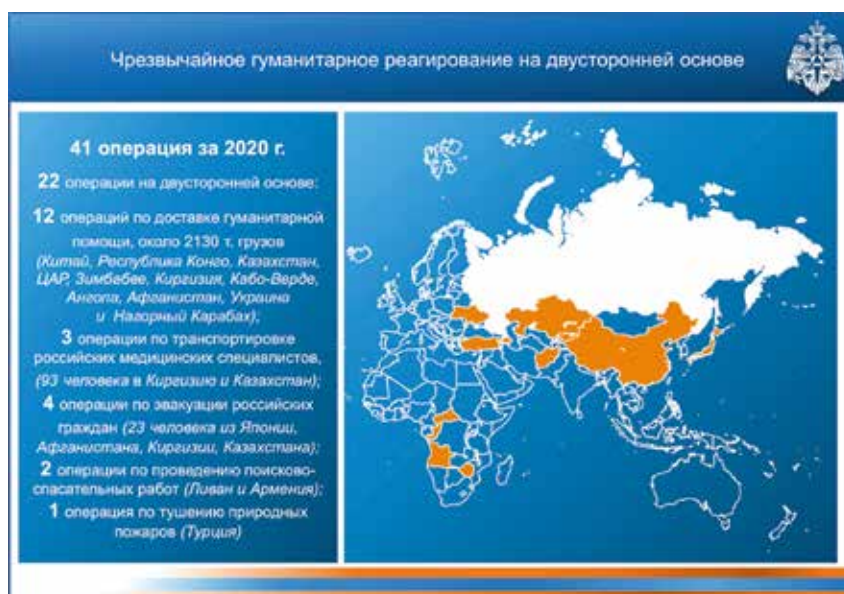 Чрезвычайное гуманитарное реагирование на двусторонней основе
41 операция за 2020 г.
22 операции на двусторонней основе:
12 операций по доставке гуманитарной
помощи, около 2130 т. грузов
(Китай, Республика Конго, Казахстан,
ЦАР, Зимбабве, Киргизия, Кабо-Верде,
Ангола, Афганистан, Украина
и Нагорный Карабах);
3 операции по транспортировке
российских медицинских специалистов,
(93 человека в Киргизию и Казахстан);
4 операции по эвакуации российских
граждан (23 человека из Японии,
Афганистана, Киргизии, Казахстана);
2 операции по проведению поисково-
спасательных работ (Ливан и Армения);
1 операция по тушению природных
пожаров (Турция)